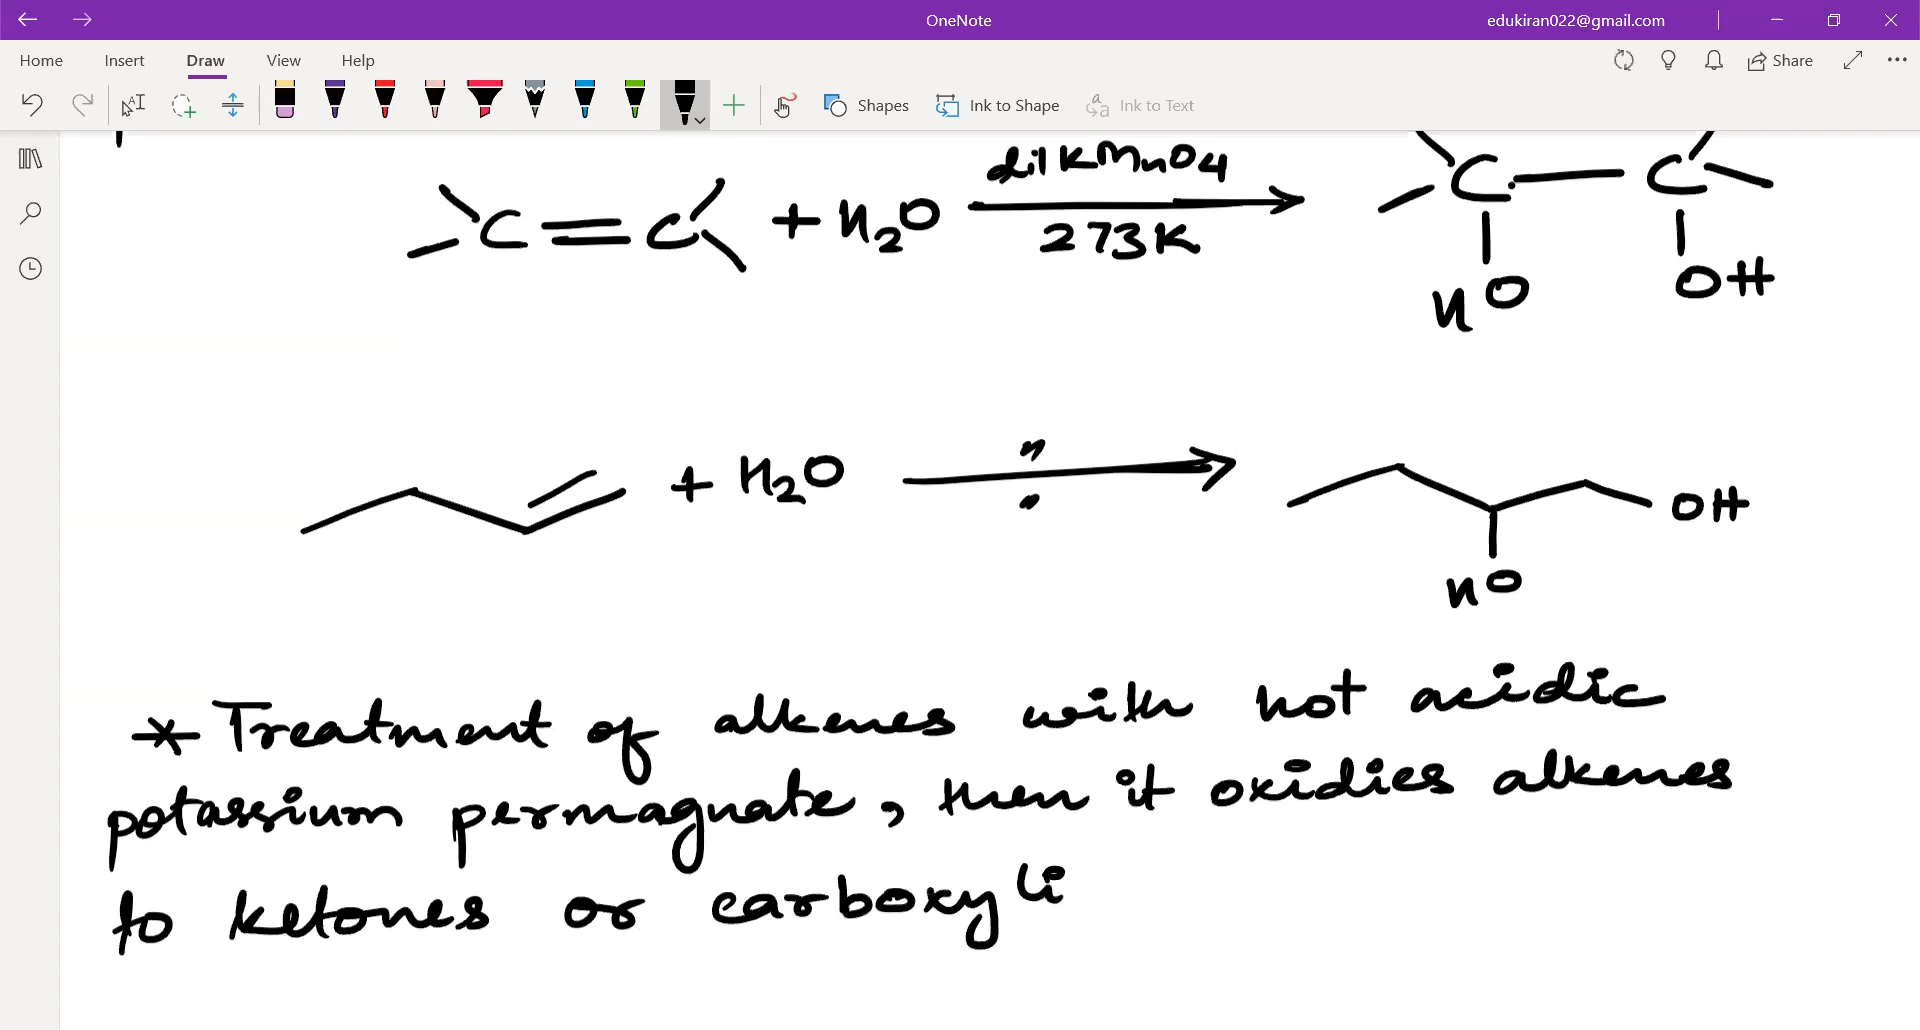 OneNote
edukiran022@gmail.com
Home Insert Draw View Help
Share
Shapes Ink to Shape Ink to Text
C = C + H2O dil KMnO4 273K C — C
HO OH
+ H2O " " OH
HO
* Treatment of alkenes with hot acidic
potassium permagnate, then it oxidies alkenes
to ketones or carboxyli